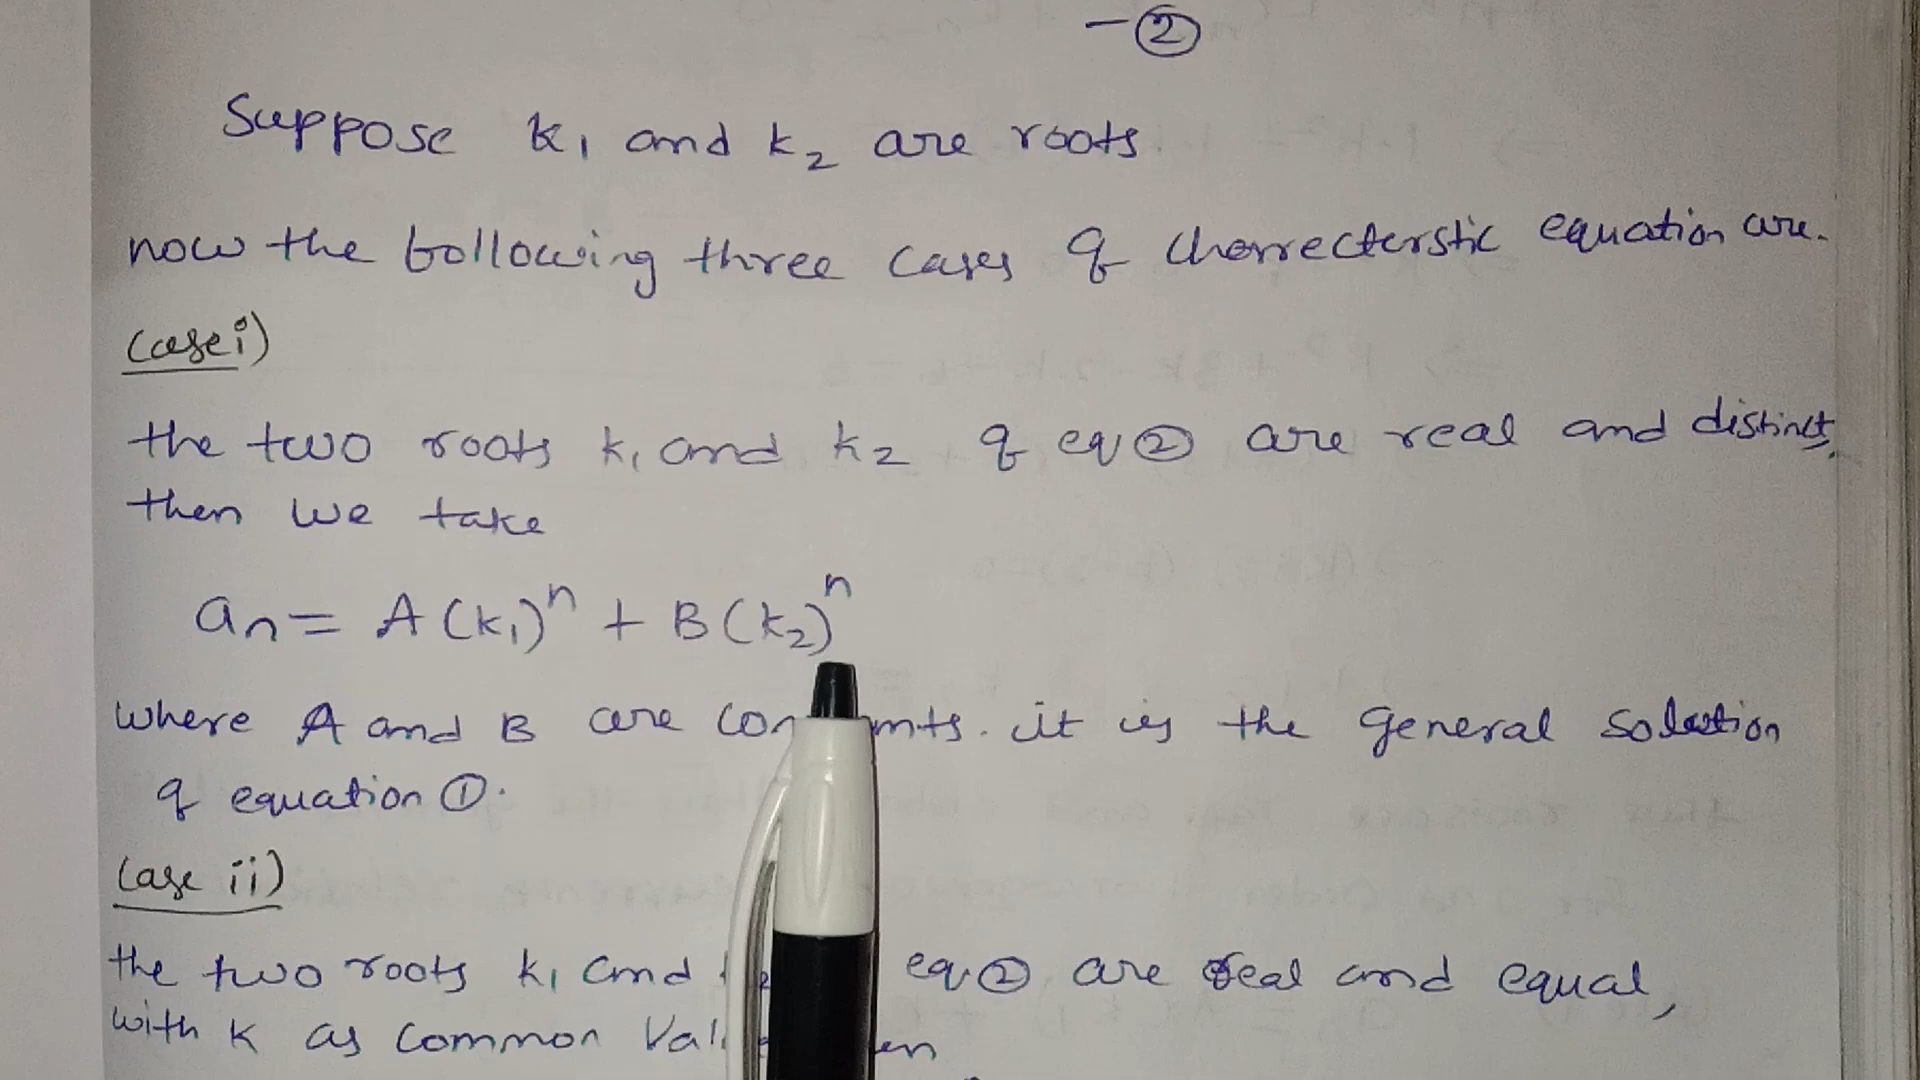 - ②
Suppose k₁ and k₂ are roots
now the following three cases of cherrecterstic equation are.
(case i)
the two roots k₁ and k₂ of eq ② are real and distinct,
then we take
an = A(k₁)ⁿ + B(k₂)ⁿ
where A and B are it is the general solution
of equation ①.
(case ii)
the two roots k₁ and eq ② are real and equal,
with k as common